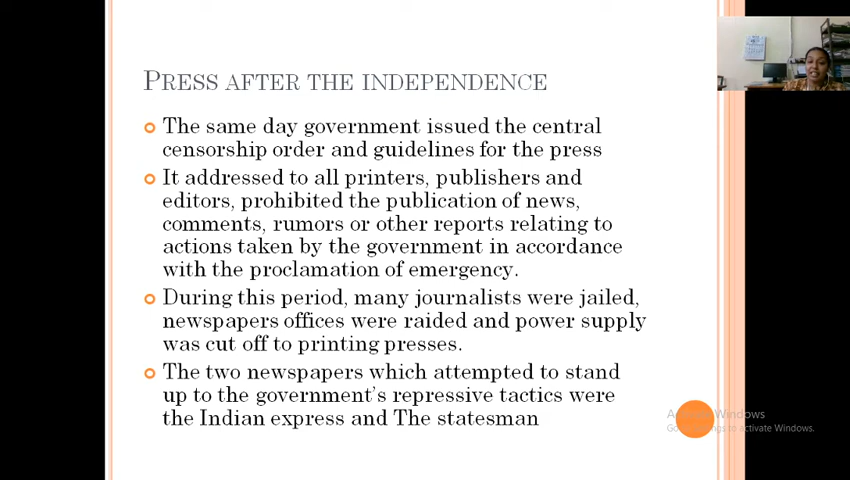 PRESS AFTER THE INDEPENDENCE
The same day government issued the central
censorship order and guidelines for the press
It addressed to all printers, publishers and
editors, prohibited the publication of news,
comments, rumors or other reports relating to
actions taken by the government in accordance
with the proclamation of emergency.
During this period, many journalists were jailed,
newspapers offices were raided and power supply
was cut off to printing presses.
The two newspapers which attempted to stand
up to the government's repressive tactics were
the Indian express and The statesman
Windows
to activate Windows.